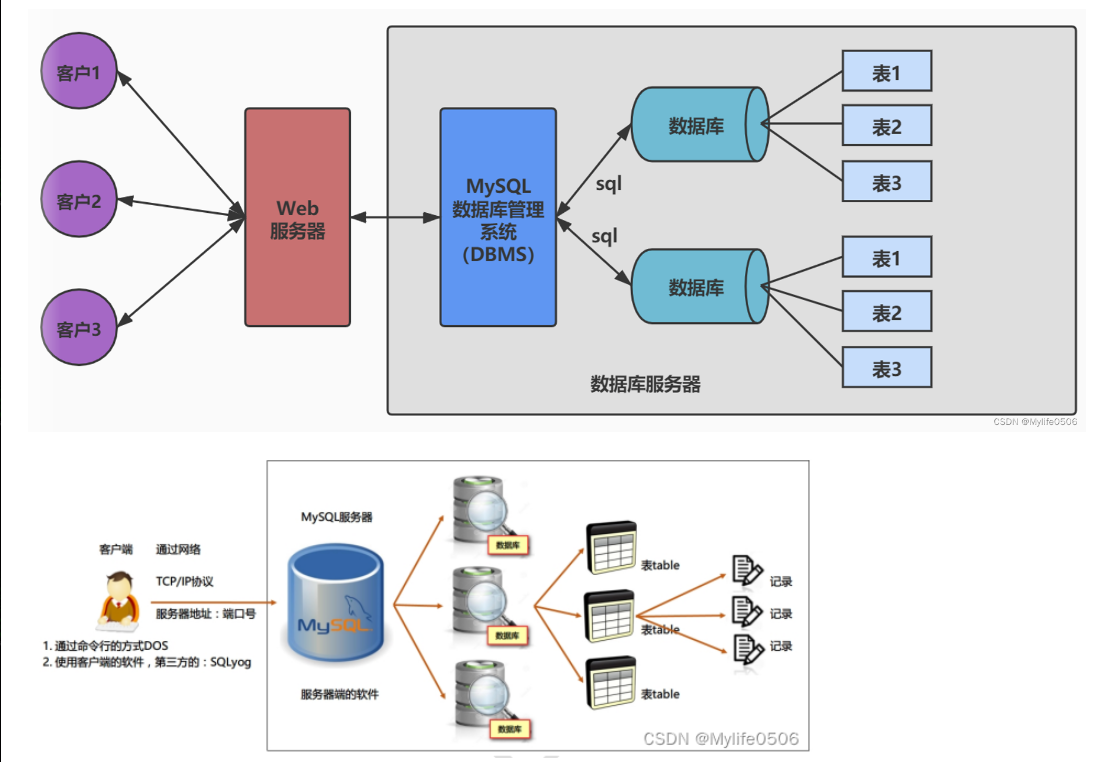 客户1
客户2
客户3
Web
服务器
MySQL
数据库管理
系统
（DBMS）
sql
sql
数据库
数据库
表1
表2
表3
表1
表2
表3
数据库服务器
CSDN @Mylife0506
MySQL服务器
客户端 通过网络
TCP/IP协议
服务器地址：端口号
1. 通过命令行的方式DOS
2. 使用客户端的软件，第三方的：SQLyog
MySQL
服务器端的软件
数据库
数据库
数据库
表table
表table
表table
记录
记录
记录
CSDN @Mylife0506